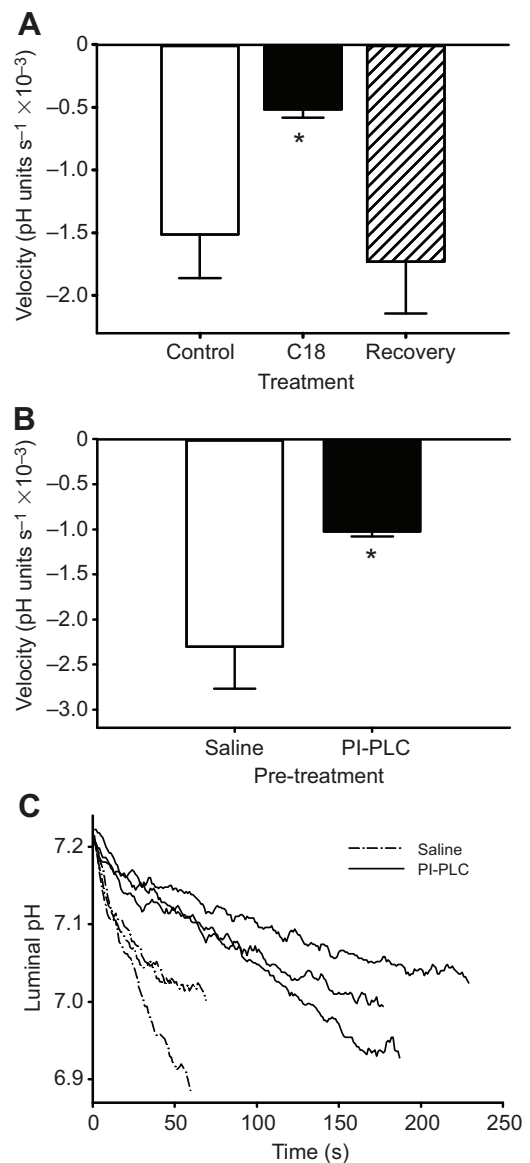 A
Velocity (pH units s–1 ×10–3)
0
–0.5
–1.0
–1.5
–2.0
*
Control C18 Recovery
Treatment
B
Velocity (pH units s–1 ×10–3)
0
–0.5
–1.0
–1.5
–2.0
–2.5
–3.0
*
Saline PI-PLC
Pre-treatment
C
Luminal pH
7.2
7.1
7.0
6.9
Saline
PI-PLC
0 50 100 150 200 250
Time (s)